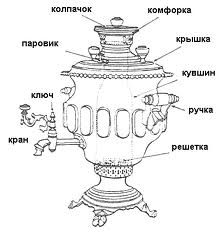 колпачок
комфорка
паровик
крышка
кувшин
ключ
ручка
кран
решетка